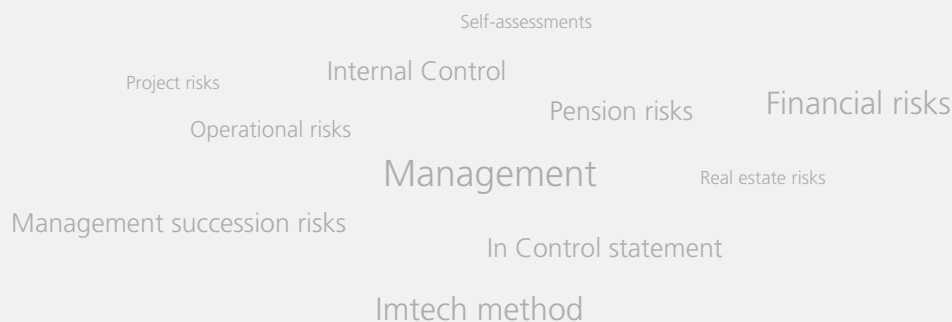 Self-assessments
Internal Control
Project risks
Financial risks
Pension risks
Operational risks
Management
Real estate risks
Management succession risks
In Control statement
Imtech method